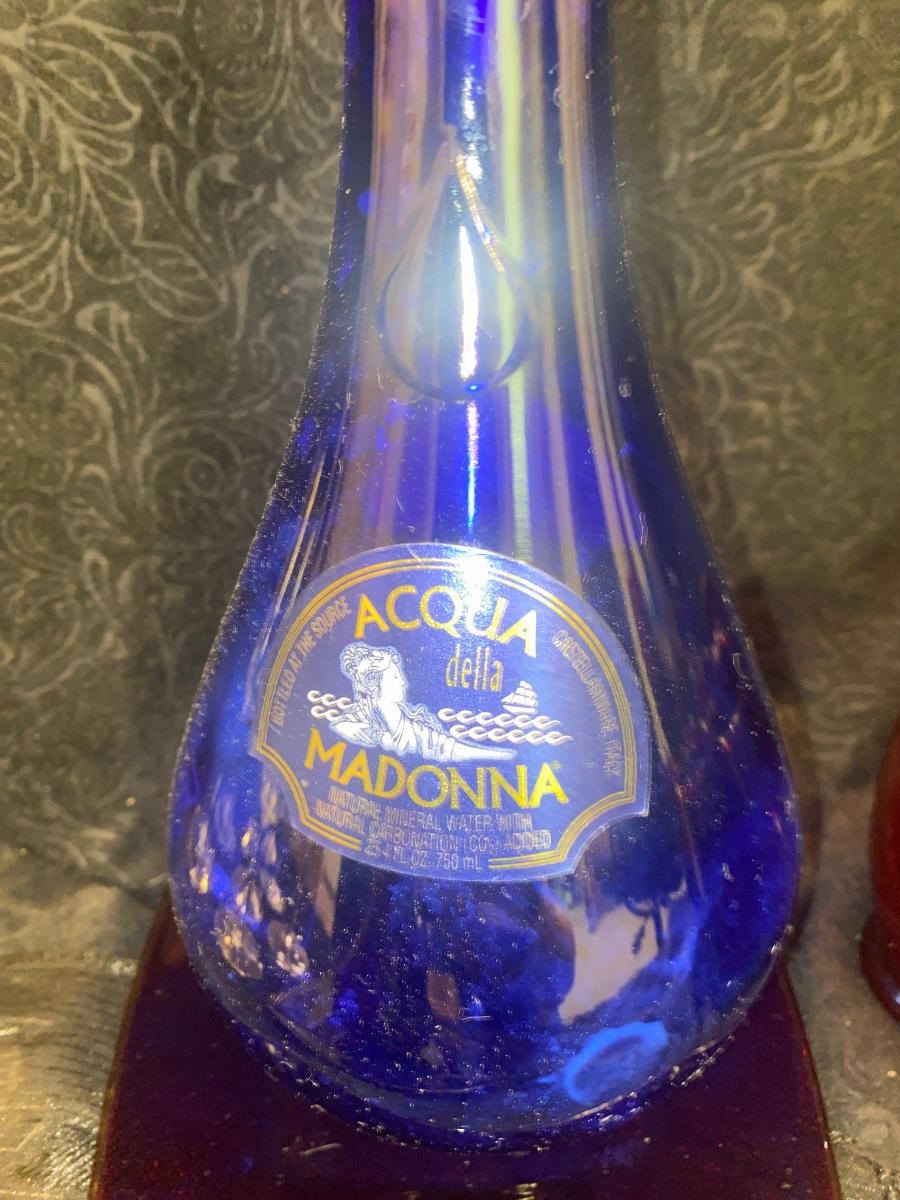 BOTTLED AT THE SOURCE
ACQUA
della
MADONNA®
NATURAL MINERAL WATER WITH
NATURAL CARBONATION (CO²) ADDED
25.4 FL. OZ. 750 mL